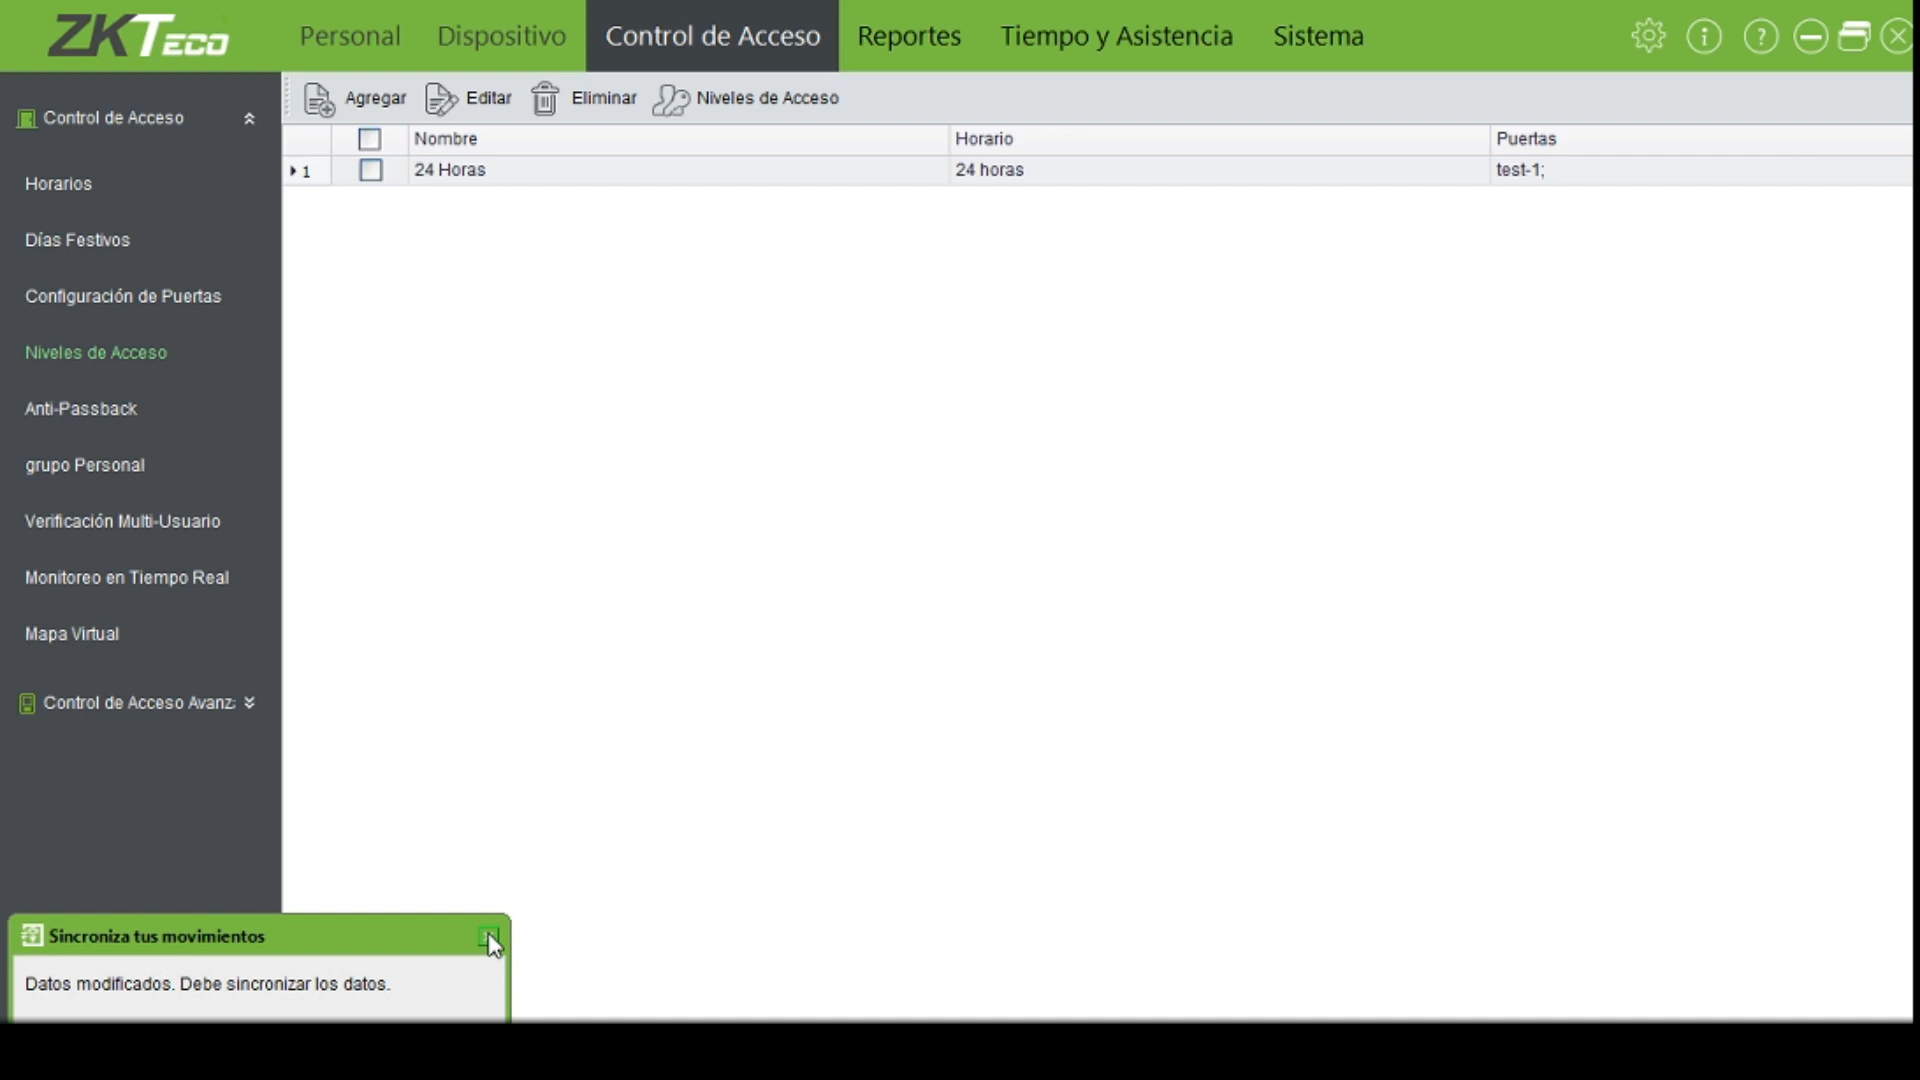 ZKTECO
Personal Dispositivo Control de Acceso Reportes Tiempo y Asistencia Sistema
Control de Acceso
Horarios
Días Festivos
Configuración de Puertas
Niveles de Acceso
Anti-Passback
grupo Personal
Verificación Multi-Usuario
Monitoreo en Tiempo Real
Mapa Virtual
Control de Acceso Avanz
Agregar Editar Eliminar Niveles de Acceso
Nombre Horario Puertas
1 24 Horas 24 horas test-1;
Sincroniza tus movimientos
Datos modificados. Debe sincronizar los datos.